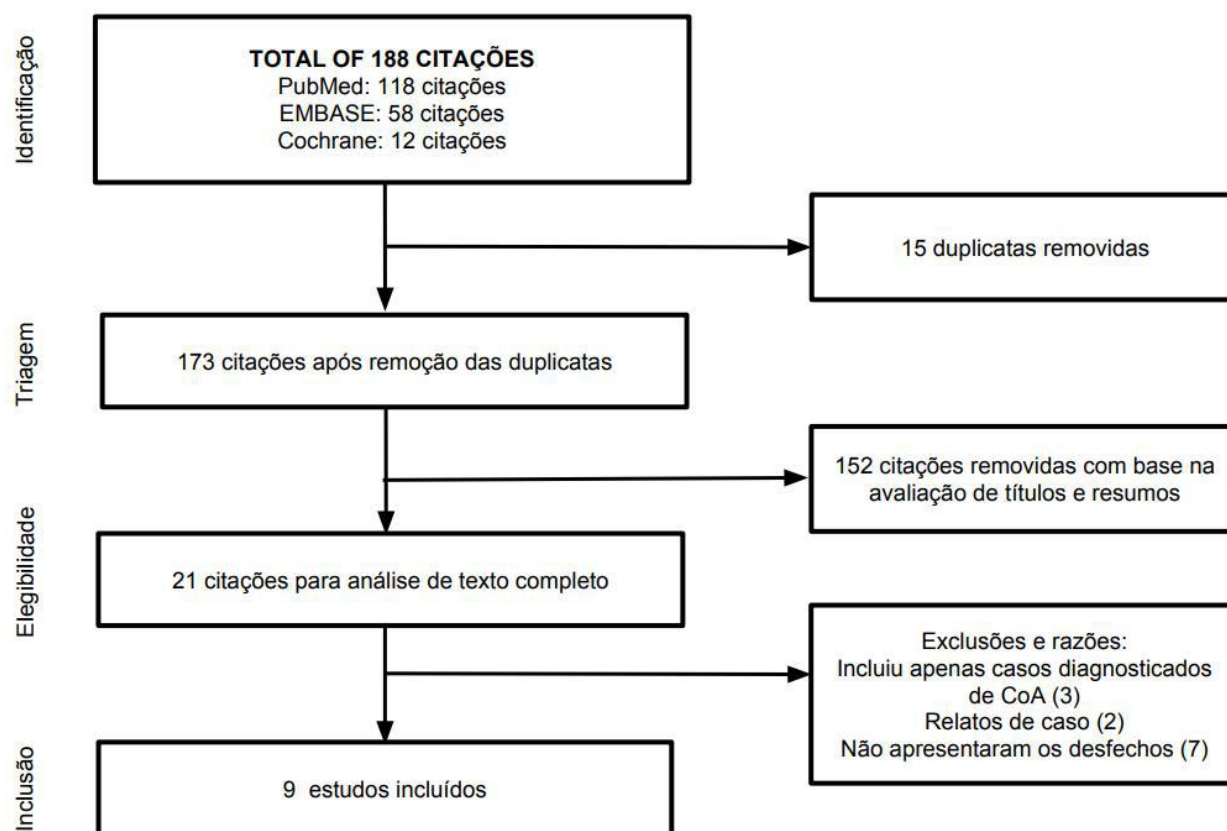 Identificação
TOTAL OF 188 CITAÇÕES
PubMed: 118 citações
EMBASE: 58 citações
Cochrane: 12 citações
15 duplicatas removidas
Triagem
173 citações após remoção das duplicatas
152 citações removidas com base na
avaliação de títulos e resumos
Elegibilidade
21 citações para análise de texto completo
Exclusões e razões:
Incluiu apenas casos diagnosticados
de CoA (3)
Relatos de caso (2)
Não apresentaram os desfechos (7)
Inclusão
9 estudos incluídos